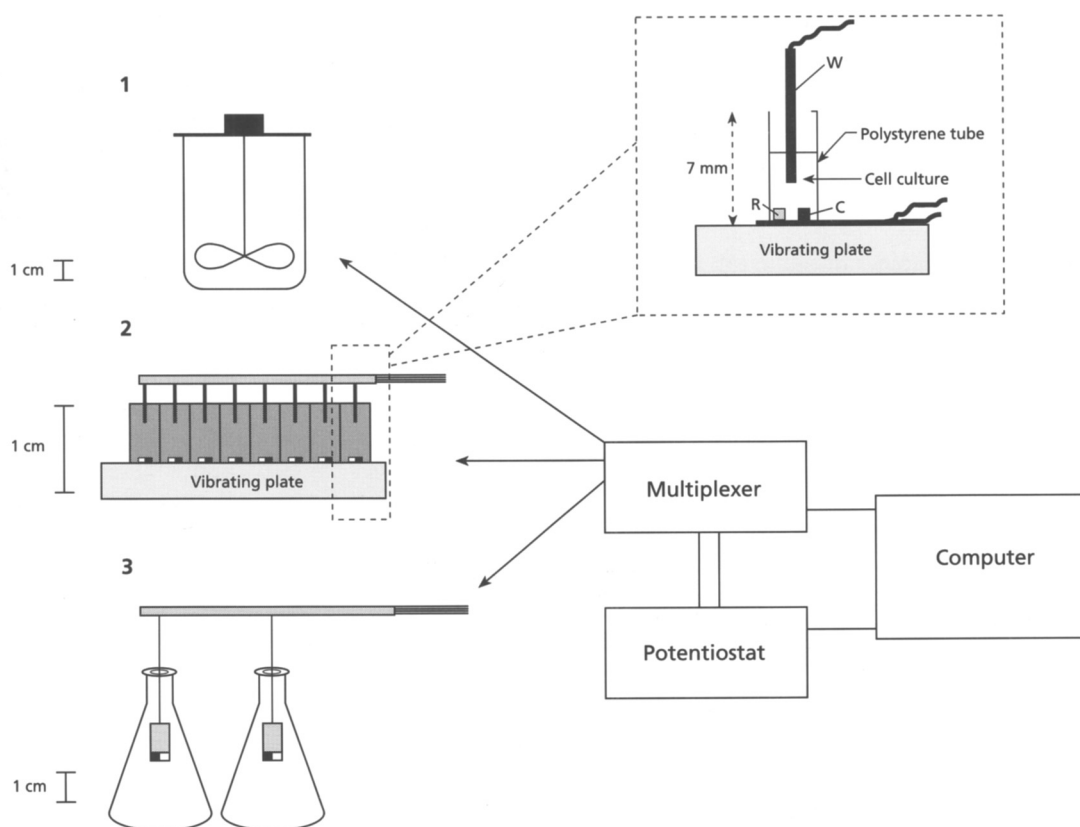 1
1 cm
W
Polystyrene tube
7 mm
Cell culture
R
C
Vibrating plate
2
1 cm
Vibrating plate
Multiplexer
Computer
Potentiostat
3
1 cm